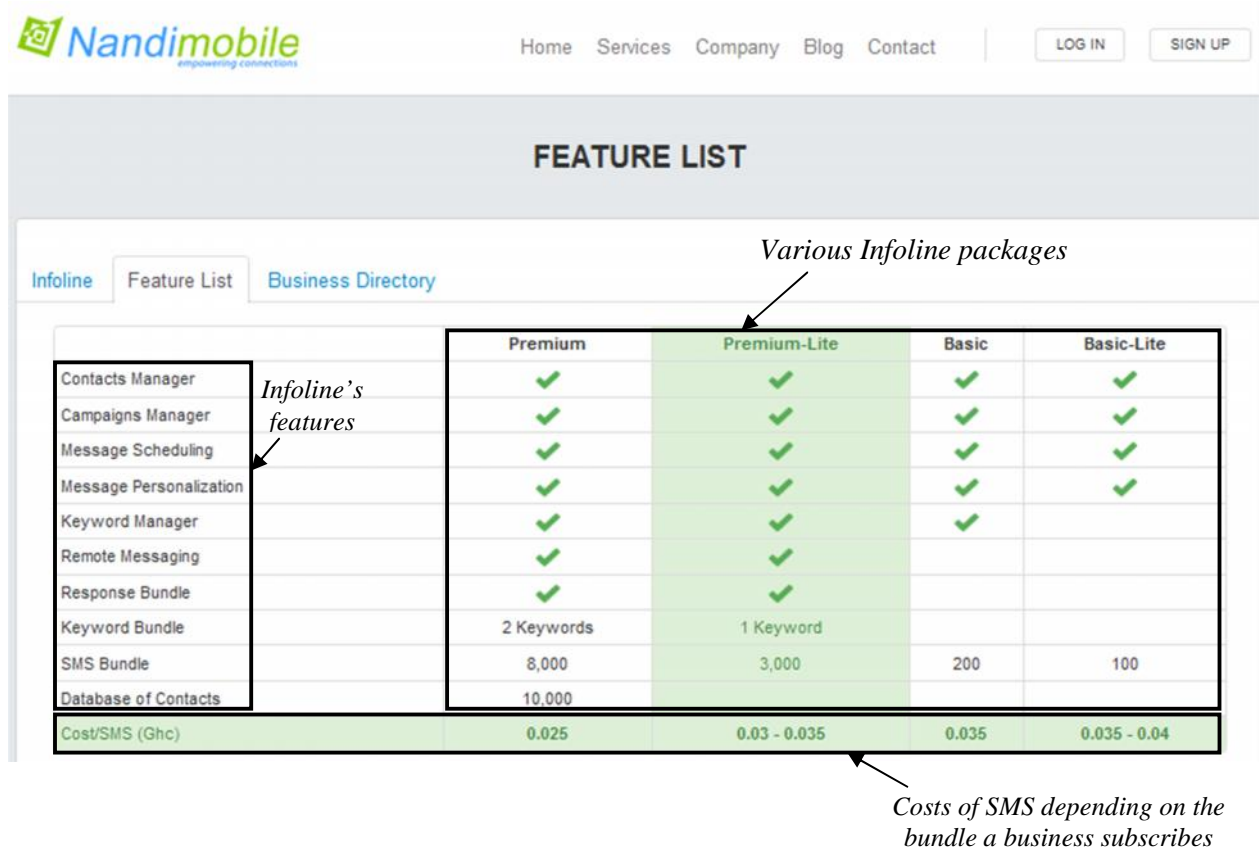 Nandimobile
empowering connections
Home Services Company Blog Contact LOG IN SIGN UP
FEATURE LIST
Various Infoline packages
Infoline Feature List Business Directory
Premium Premium-Lite Basic Basic-Lite
Infoline's
features
Contacts Manager
Campaigns Manager
Message Scheduling
Message Personalization
Keyword Manager
Remote Messaging
Response Bundle
Keyword Bundle 2 Keywords 1 Keyword
SMS Bundle 8,000 3,000 200 100
Database of Contacts 10,000
Cost/SMS (Ghc) 0.025 0.03 - 0.035 0.035 0.035 - 0.04
Costs of SMS depending on the
bundle a business subscribes